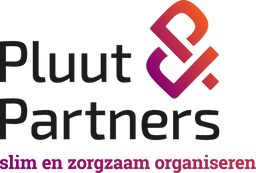 Pluut &
Partners
slim en zorgzaam organiseren